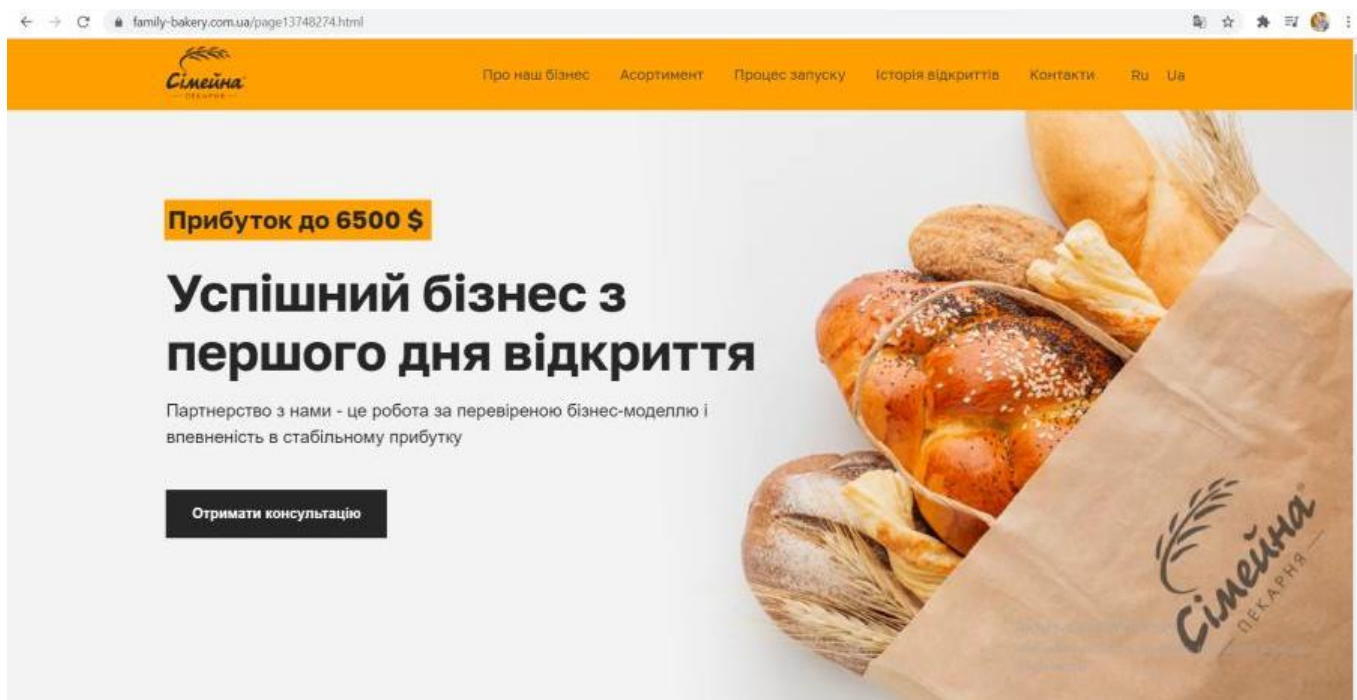 family-bakery.com.ua/page13748274.html
Сімейна
ПЕКАРНЯ
Про наш бізнес Асортимент Процес запуску Історія відкриттів Контакти Ru Ua
Прибуток до 6500 $
Успішний бізнес з
першого дня відкриття
Партнерство з нами - це робота за перевіреною бізнес-моделлю і
впевненість в стабільному прибутку
Отримати консультацію
Сімейна
ПЕКАРНЯ